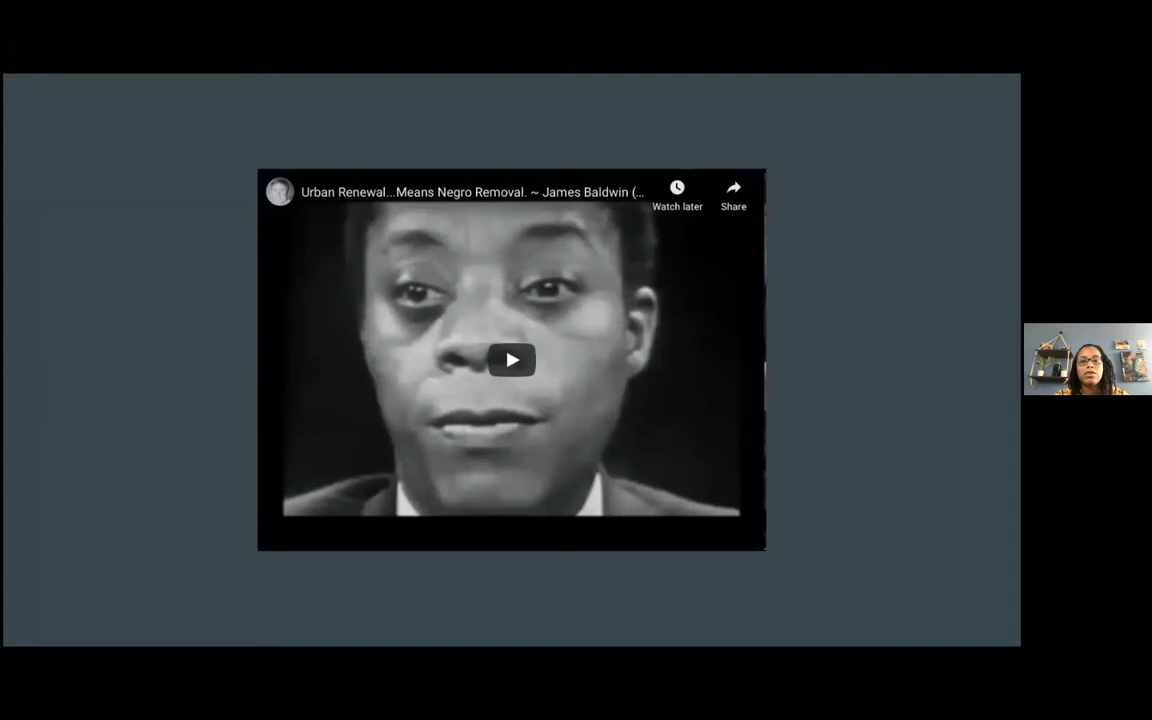 Urban Renewal...Means Negro Removal. ~ James Baldwin (...
Watch later
Share